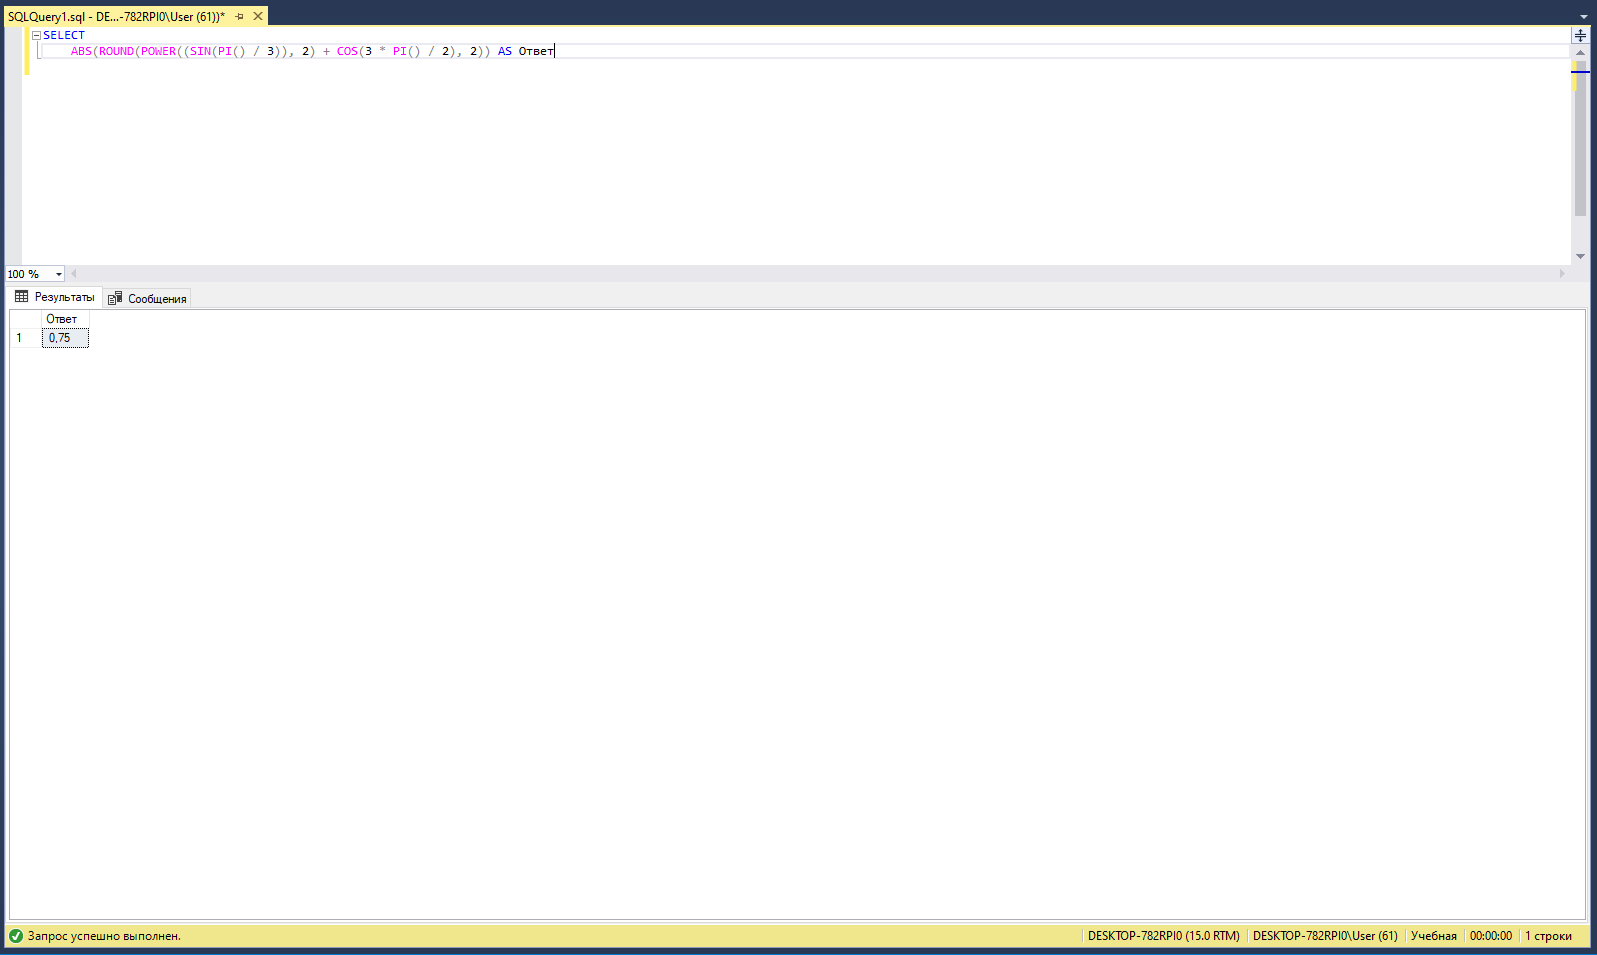 SQLQuery1.sql - DE...-782RPI0\User (61))*
SELECT
ABS(ROUND(POWER((SIN(PI() / 3)), 2) + COS(3 * PI() / 2), 2)) AS Ответ
100 %
Результаты Сообщения
Ответ
1 0,75
Запрос успешно выполнен. DESKTOP-782RPI0 (15.0 RTM) DESKTOP-782RPI0\User (61) Учебная 00:00:00 1 строки